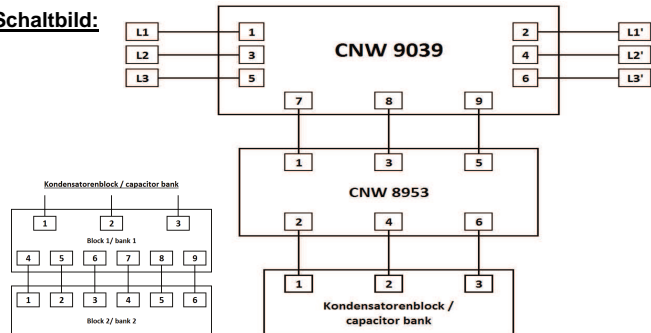 Schaltbild:
L1 1 2 L1'
L2 3 CNW 9039 4 L2'
L3 5 6 L3'
7 8 9
1 3 5
CNW 8953
2 4 6
1 2 3
Kondensatorenblock /
capacitor bank
Kondensatorenblock / capacitor bank
1 2 3
Block 1/ bank 1
4 5 6 7 8 9
1 2 3 4 5 6
Block 2/ bank 2